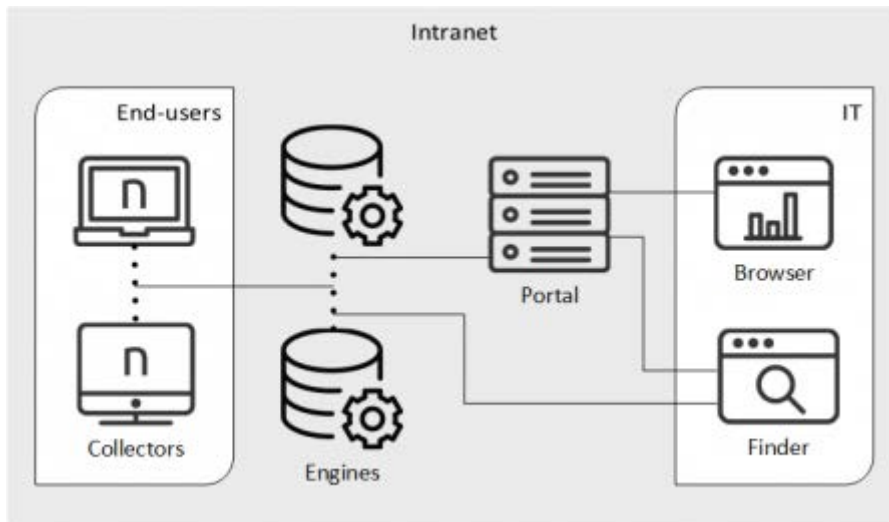 Intranet
End-users
IT
n
n
Collectors
Engines
Portal
Browser
Finder